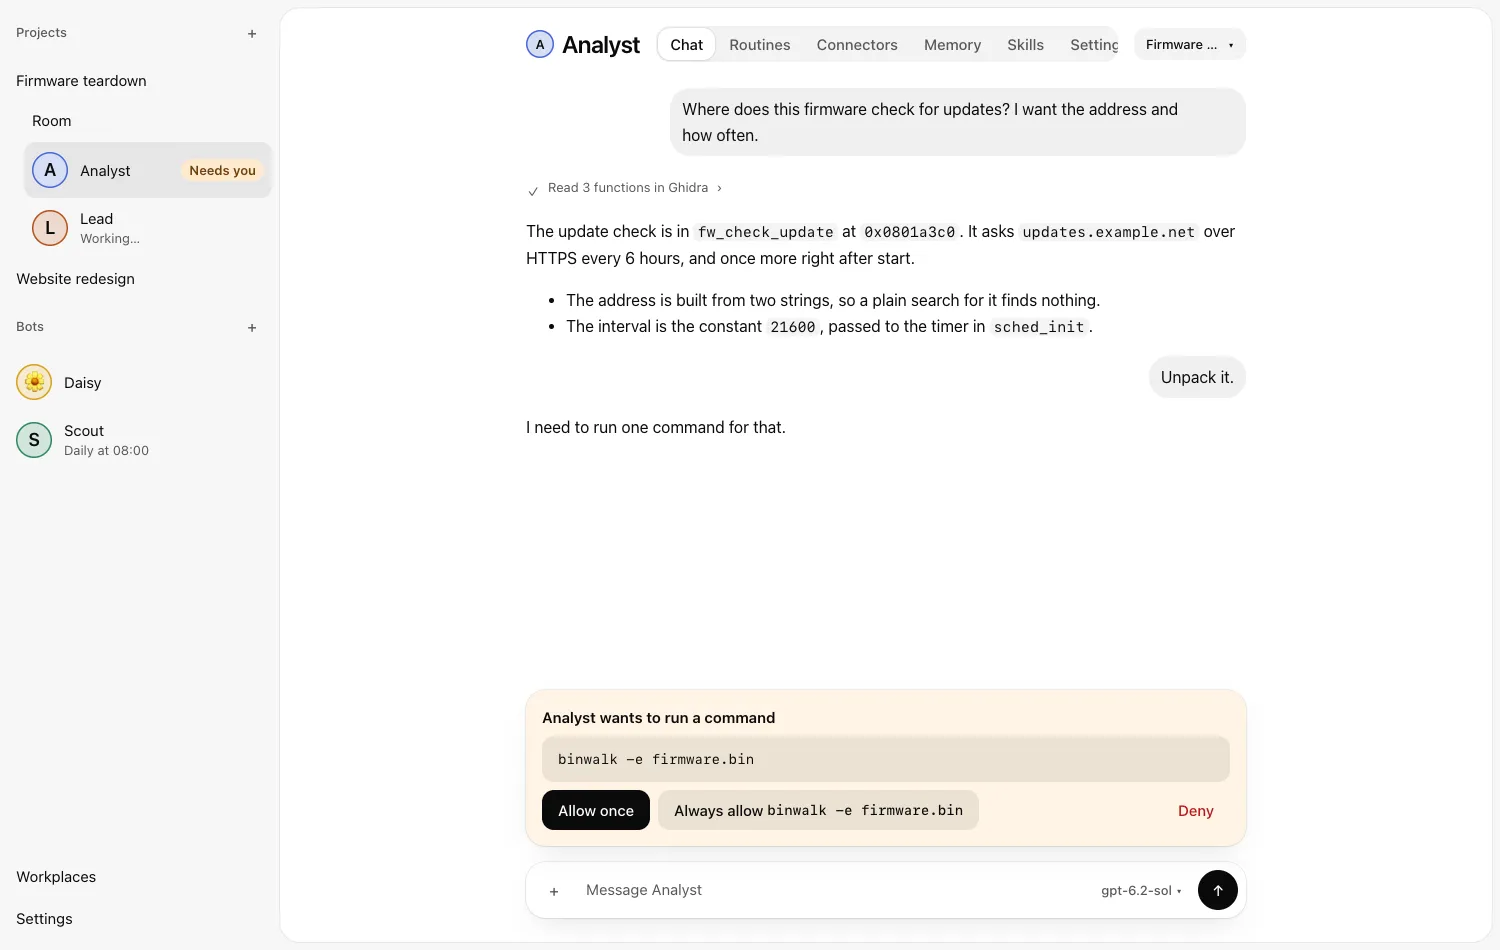 Projects
+
Firmware teardown
Room
A
Analyst
Needs you
L
Lead
Working...
Website redesign
Bots
+
Daisy
S
Scout
Daily at 08:00
Workplaces
Settings
A
Analyst
Chat
Routines
Connectors
Memory
Skills
Setting
Firmware ...
Where does this firmware check for updates? I want the address and
how often.
Read 3 functions in Ghidra ›
The update check is in fw_check_update at 0x0801a3c0. It asks updates.example.net over
HTTPS every 6 hours, and once more right after start.
• The address is built from two strings, so a plain search for it finds nothing.
• The interval is the constant 21600, passed to the timer in sched_init.
Unpack it.
I need to run one command for that.
Analyst wants to run a command
binwalk -e firmware.bin
Allow once
Always allow binwalk -e firmware.bin
Deny
+
Message Analyst
gpt-6.2-sol